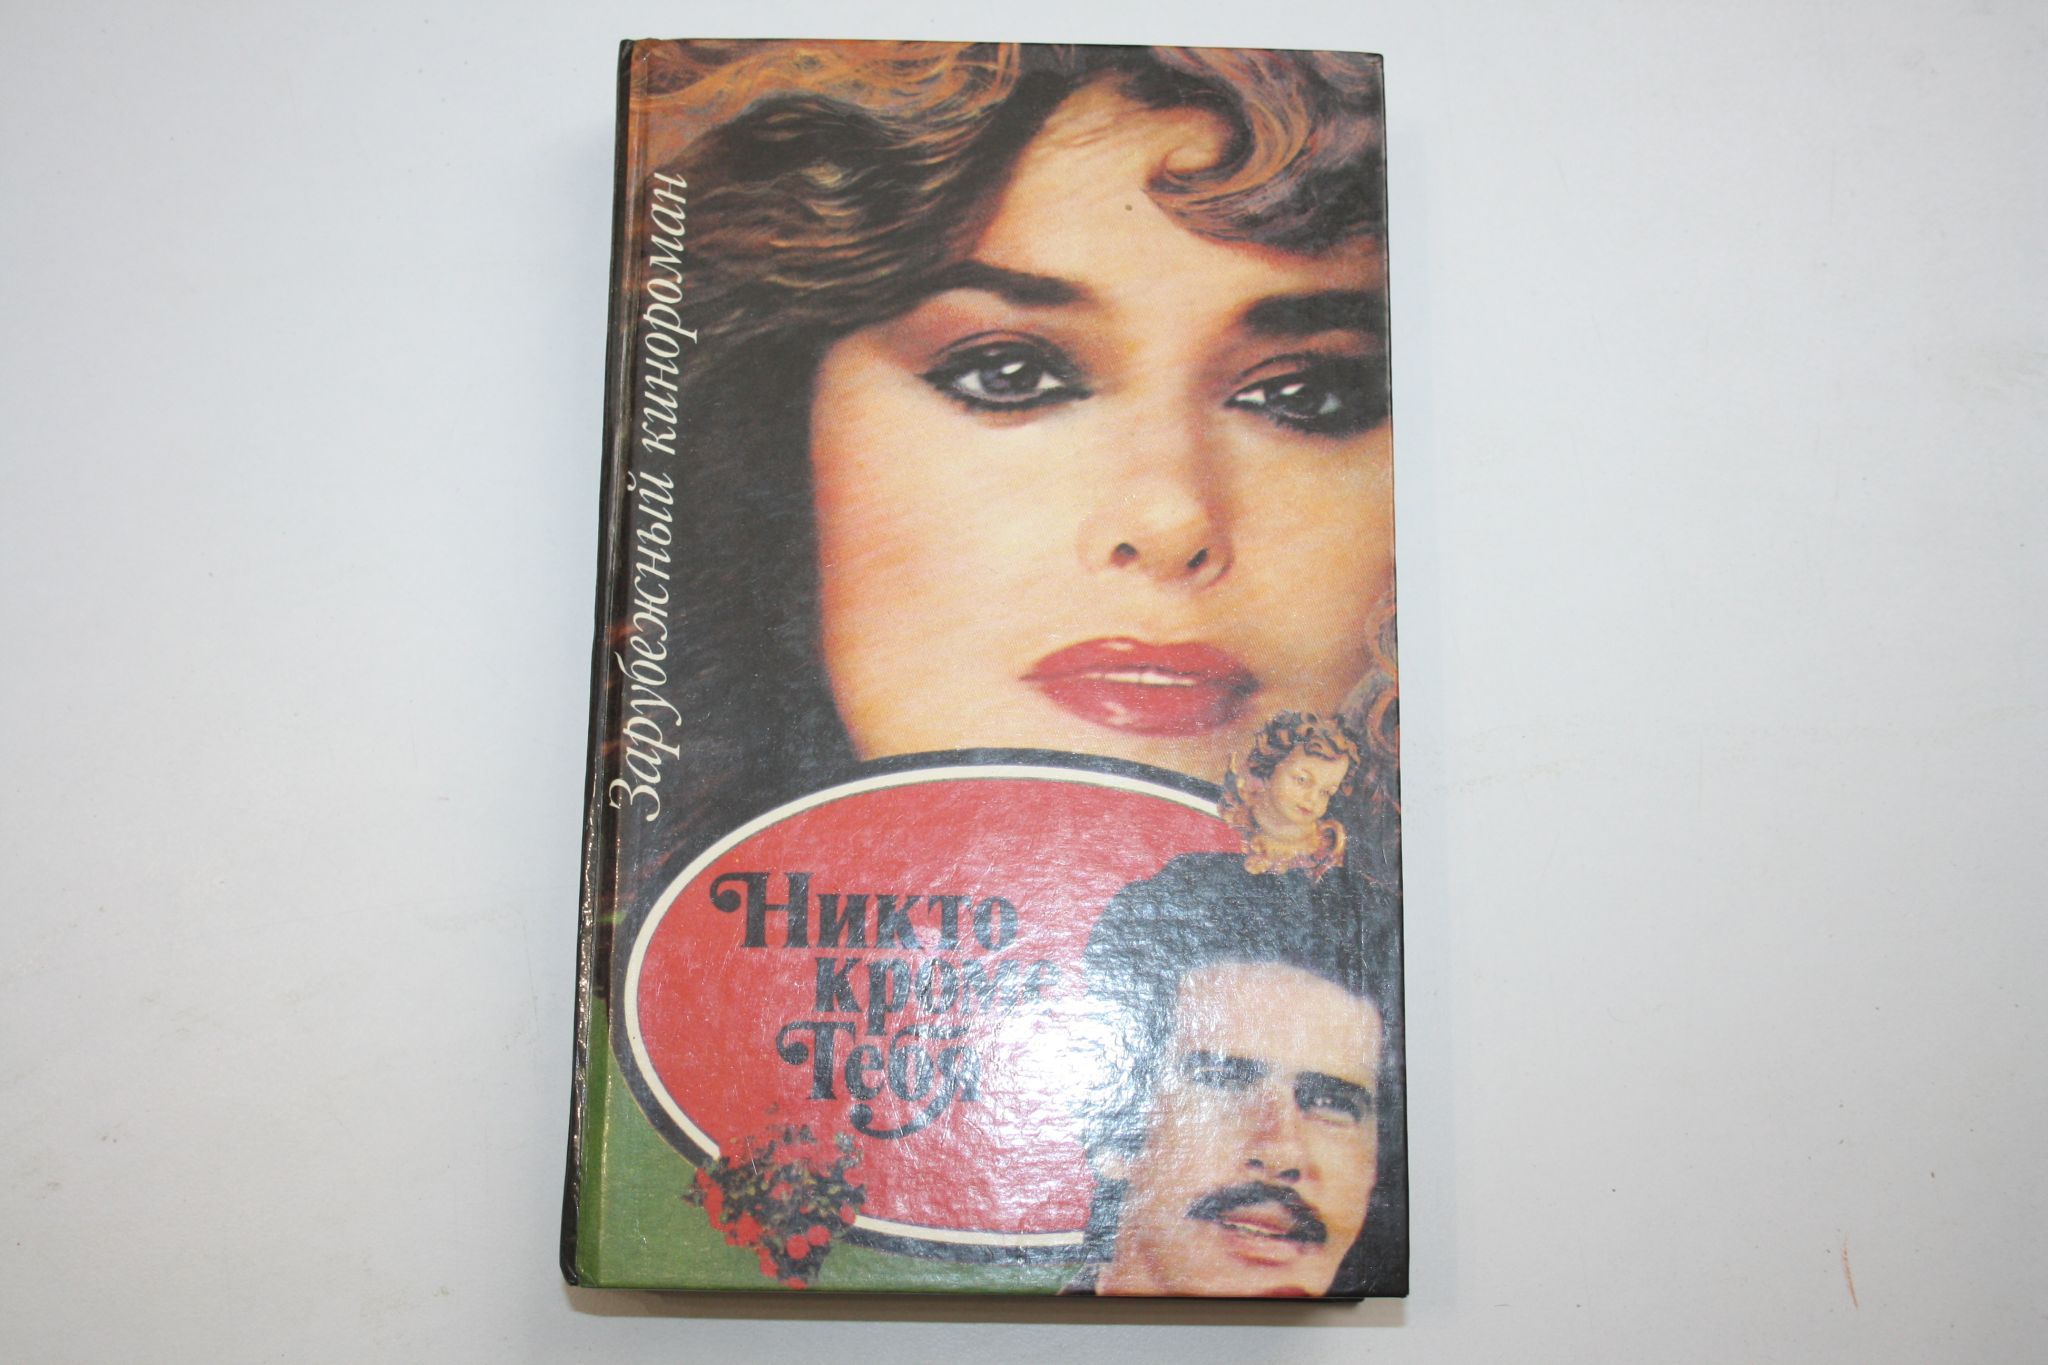 Зарубежный кинороман
Никто
кроме
Тебя